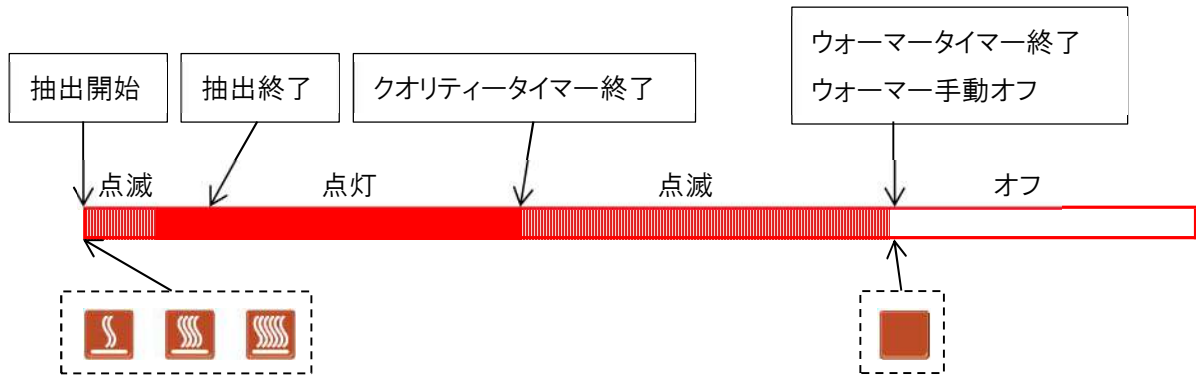 抽出開始
抽出終了
クオリティータイマー終了
ウォーマータイマー終了
ウォーマー手動オフ
点滅
点灯
点滅
オフ